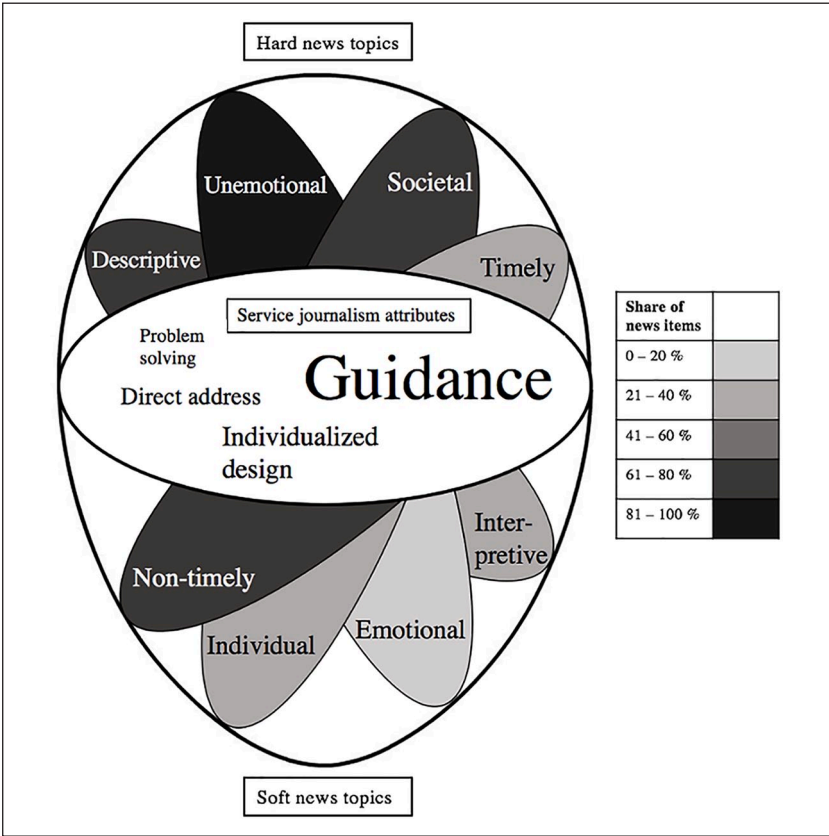 Hard news topics
Unemotional
Societal
Descriptive
Timely
Service journalism attributes
Problem
solving
Guidance
Direct address
Individualized
design
Inter-
pretive
Non-timely
Individual
Emotional
Soft news topics
Share of
news items
0 – 20 %
21 – 40 %
41 – 60 %
61 – 80 %
81 – 100 %